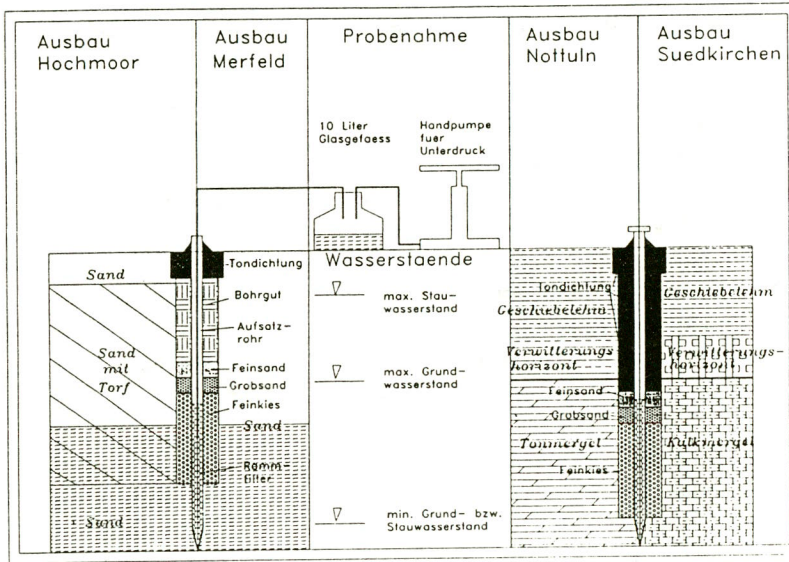 Ausbau
Hochmoor
Ausbau
Merfeld
Probenahme
Ausbau
Nottuln
Ausbau
Suedkirchen
10 Liter
Glasgefaess
Handpumpe
fuer
Unterdruck
Sand
Tondichtung
Bohrgut
Aufsatz-
rohr
Sand
mit
Torf
Feinsand
Grobsand
Feinkies
Sand
Ramm-
filter
Sand
Wasserstaende
max. Stau-
wasserstand
max. Grund-
wasserstand
min. Grund- bzw.
Stauwasserstand
Tondichtung
Geschiebelehm
Verwitterungs
horizont
Feinsand
Grobsand
Tonmergel
Feinkies
Geschiebelehm
Verwitterungs-
horizont
Kalkmergel